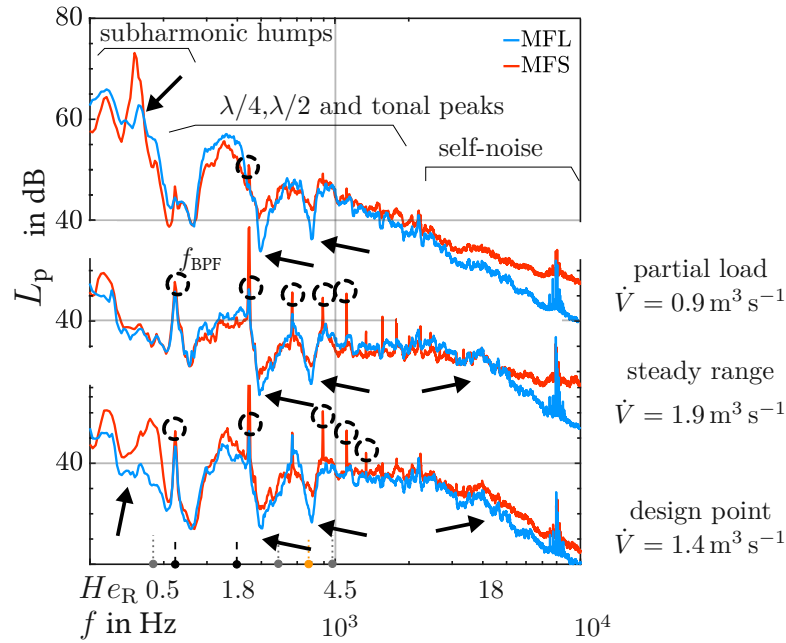 80
subharmonic humps
MFL
MFS
60
λ/4,λ/2 and tonal peaks
self-noise
40
L_p in dB
f_BPF
partial load
V̇ = 0.9 m³ s⁻¹
40
steady range
V̇ = 1.9 m³ s⁻¹
40
design point
V̇ = 1.4 m³ s⁻¹
He_R 0.5 1.8 4.5 18
f in Hz 10³ 10⁴